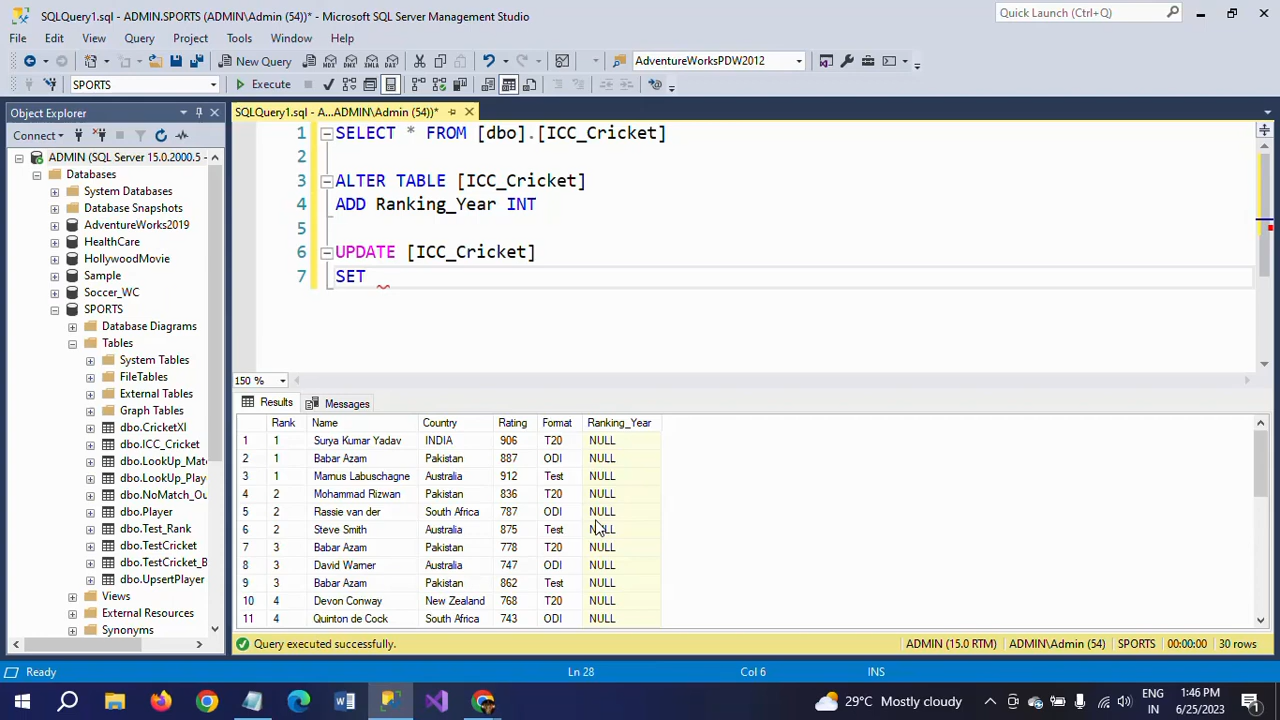 SQLQuery1.sql - ADMIN.SPORTS (ADMIN\Admin (54))* - Microsoft SQL Server Management Studio
Quick Launch (Ctrl+Q)
File Edit View Query Project Tools Window Help
New Query
MDX DMX XMLA DAX
AdventureWorksPDW2012
SPORTS
Execute
Object Explorer
SQLQuery1.sql - A...ADMIN\Admin (54))*
Connect
ADMIN (SQL Server 15.0.2000.5 -
Databases
System Databases
Database Snapshots
AdventureWorks2019
HealthCare
HollywoodMovie
Sample
Soccer_WC
SPORTS
Database Diagrams
Tables
System Tables
FileTables
External Tables
Graph Tables
dbo.CricketXI
dbo.ICC_Cricket
dbo.LookUp_Mat
dbo.LookUp_Play
dbo.NoMatch_Ou
dbo.Player
dbo.Test_Rank
dbo.TestCricket
dbo.TestCricket_B
dbo.UpsertPlayer
Views
External Resources
Synonyms
1 SELECT * FROM [dbo].[ICC_Cricket]
2
3 ALTER TABLE [ICC_Cricket]
4 ADD Ranking_Year INT
5
6 UPDATE [ICC_Cricket]
7 SET
150 %
Results Messages
Rank Name Country Rating Format Ranking_Year
1 1 Surya Kumar Yadav INDIA 906 T20 NULL
2 1 Babar Azam Pakistan 887 ODI NULL
3 1 Marnus Labuschagne Australia 912 Test NULL
4 2 Mohammad Rizwan Pakistan 836 T20 NULL
5 2 Rassie van der South Africa 787 ODI NULL
6 2 Steve Smith Australia 875 Test NULL
7 3 Babar Azam Pakistan 778 T20 NULL
8 3 David Warner Australia 747 ODI NULL
9 3 Babar Azam Pakistan 862 Test NULL
10 4 Devon Conway New Zealand 768 T20 NULL
11 4 Quinton de Cock South Africa 743 ODI NULL
Query executed successfully. ADMIN (15.0 RTM) ADMIN\Admin (54) SPORTS 00:00:00 30 rows
Ready Ln 28 Col 6 INS
29°C Mostly cloudy
ENG
IN
1:46 PM
6/25/2023
1